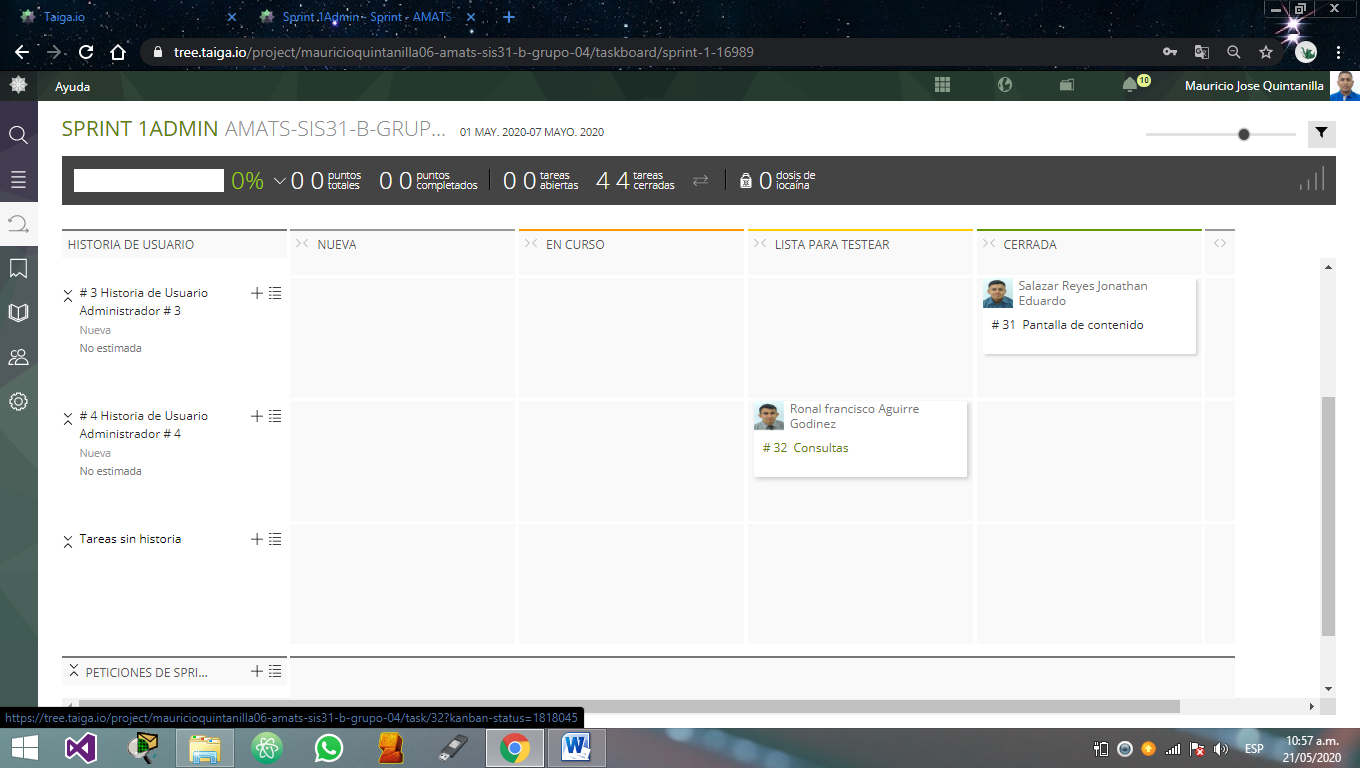 Taiga.io
Sprint 1Admin - Sprint - AMATS
tree.taiga.io/project/mauricioquintanilla06-amats-sis31-b-grupo-04/taskboard/sprint-1-16989
Ayuda
10
Mauricio Jose Quintanilla
SPRINT 1ADMIN AMATS-SIS31-B-GRUP... 01 MAY. 2020-07 MAYO. 2020
0% 0 0 puntos totales 0 0 puntos completados 0 0 tareas abiertas 4 4 tareas cerradas 0 dosis de iocaína
HISTORIA DE USUARIO NUEVA EN CURSO LISTA PARA TESTEAR CERRADA
# 3 Historia de Usuario
Administrador # 3
Nueva
No estimada
Salazar Reyes Jonathan
Eduardo
# 31 Pantalla de contenido
# 4 Historia de Usuario
Administrador # 4
Nueva
No estimada
Ronal francisco Aguirre
Godinez
# 32 Consultas
Tareas sin historia
PETICIONES DE SPRI...
https://tree.taiga.io/project/mauricioquintanilla06-amats-sis31-b-grupo-04/task/32?kanban-status=1818045
ESP
10:57 a.m.
21/05/2020